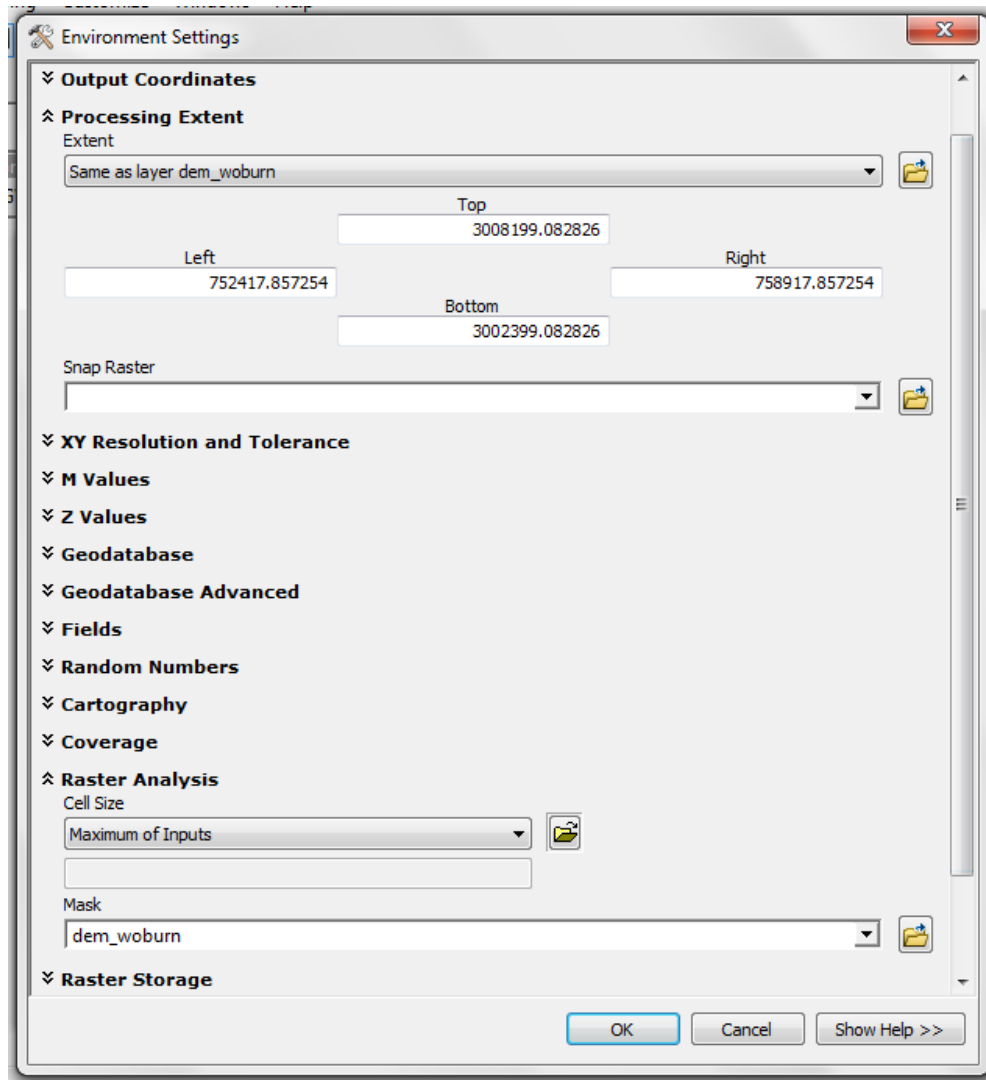 Environment Settings
Output Coordinates
Processing Extent
Extent
Same as layer dem_woburn
Top
3008199.082826
Left
Right
752417.857254
758917.857254
Bottom
3002399.082826
Snap Raster
XY Resolution and Tolerance
M Values
Z Values
Geodatabase
Geodatabase Advanced
Fields
Random Numbers
Cartography
Coverage
Raster Analysis
Cell Size
Maximum of Inputs
Mask
dem_woburn
Raster Storage
OK
Cancel
Show Help >>